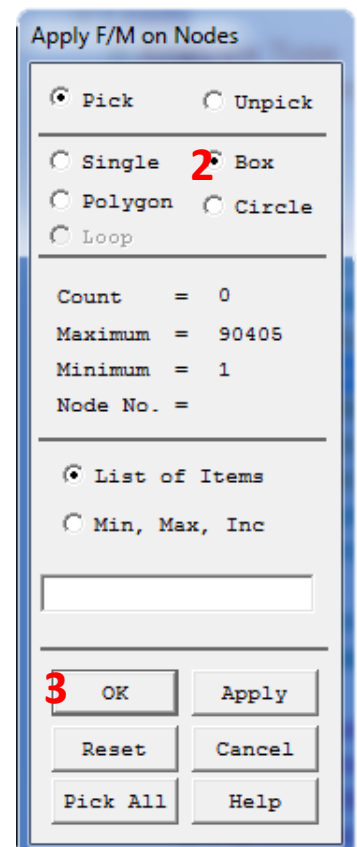 Apply F/M on Nodes
Pick Unpick
Single 2 Box
Polygon Circle
Loop
Count = 0
Maximum = 90405
Minimum = 1
Node No. =
List of Items
Min, Max, Inc
3 OK Apply
Reset Cancel
Pick All Help